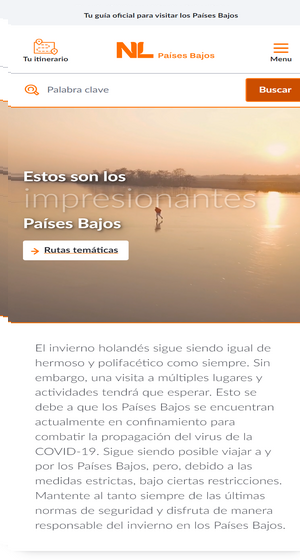 Tu guía oficial para visitar los Países Bajos
Tu itinerario
NL Países Bajos
Menu
Palabra clave
Buscar
Estos son los
impresionantes
Países Bajos
Rutas temáticas
El invierno holandés sigue siendo igual de
hermoso y polifacético como siempre. Sin
embargo, una visita a múltiples lugares y
actividades tendrá que esperar. Esto se
debe a que los Países Bajos se encuentran
actualmente en confinamiento para
combatir la propagación del virus de la
COVID-19. Sigue siendo posible viajar a y
por los Países Bajos, pero, debido a las
medidas estrictas, bajo ciertas restricciones.
Mantente al tanto siempre de las últimas
normas de seguridad y disfruta de manera
responsable del invierno en los Países Bajos.